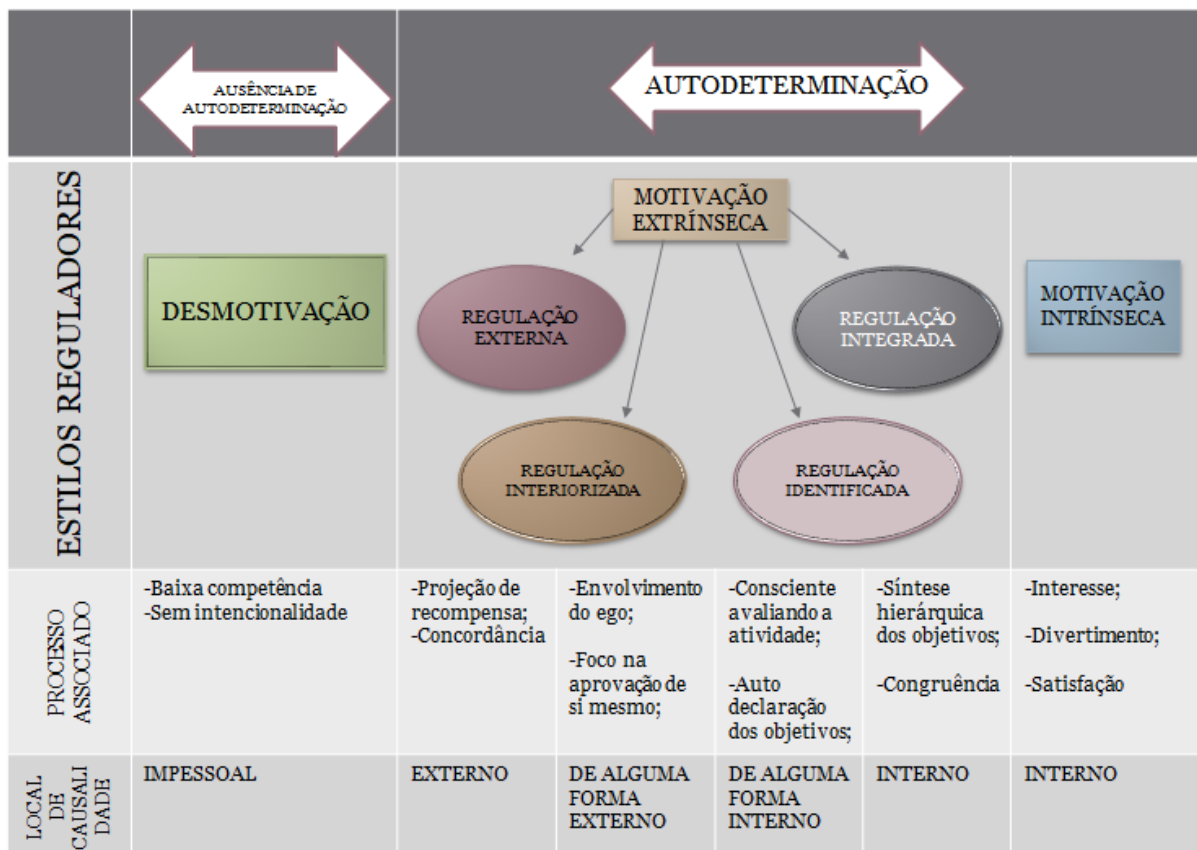 AUSÊNCIA DE
AUTODETERMINAÇÃO
AUTODETERMINAÇÃO
ESTILOS REGULADORES
DESMOTIVAÇÃO
MOTIVAÇÃO
EXTRÍNSECA
REGULAÇÃO
EXTERNA
REGULAÇÃO
INTERIORIZADA
REGULAÇÃO
IDENTIFICADA
REGULAÇÃO
INTEGRADA
MOTIVAÇÃO
INTRÍNSECA
PROCESSO
ASSOCIADO
-Baixa competência
-Sem intencionalidade
-Projeção de
recompensa;
-Concordância
-Envolvimento
do ego;
-Foco na
aprovação de
si mesmo;
-Consciente
avaliando a
atividade;
-Auto
declaração
dos objetivos;
-Síntese
hierárquica
dos objetivos;
-Congruência
-Interesse;
-Divertimento;
-Satisfação
LOCAL
DE
CAUSALI
DADE
IMPESSOAL
EXTERNO
DE ALGUMA
FORMA
EXTERNO
DE ALGUMA
FORMA
INTERNO
INTERNO
INTERNO